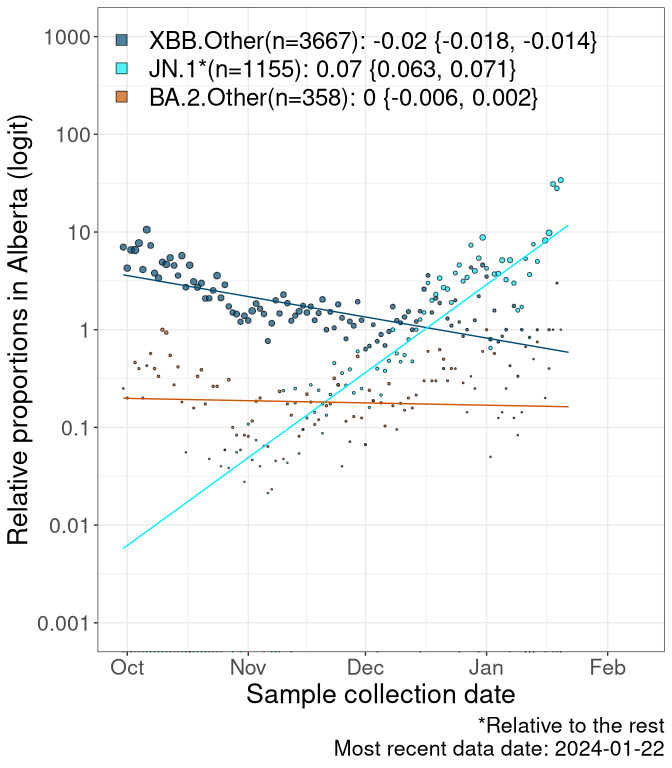 XBB.Other(n=3667): -0.02 {-0.018, -0.014}
JN.1*(n=1155): 0.07 {0.063, 0.071}
BA.2.Other(n=358): 0 {-0.006, 0.002}
Relative proportions in Alberta (logit)
1000
100
10
1
0.1
0.01
0.001
Oct Nov Dec Jan Feb
Sample collection date
*Relative to the rest
Most recent data date: 2024-01-22